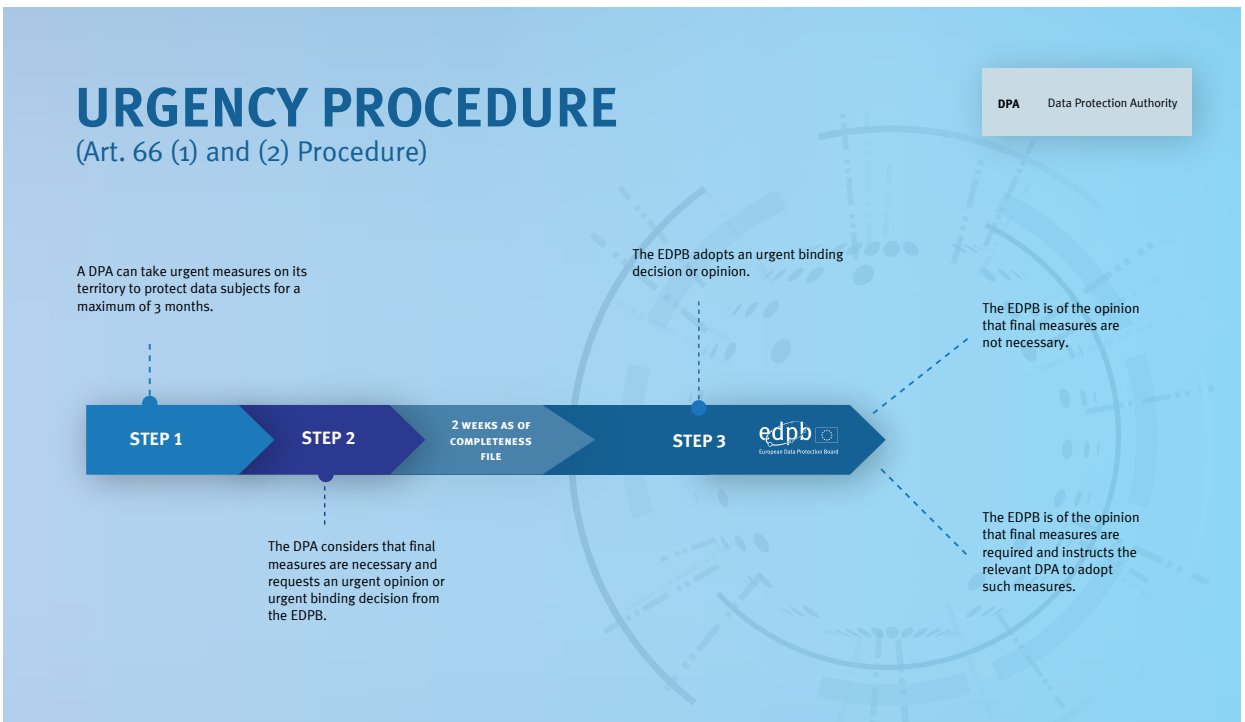 URGENCY PROCEDURE
(Art. 66 (1) and (2) Procedure)
DPA Data Protection Authority
A DPA can take urgent measures on its
territory to protect data subjects for a
maximum of 3 months.
The EDPB adopts an urgent binding
decision or opinion.
The EDPB is of the opinion
that final measures are
not necessary.
STEP 1
STEP 2
2 WEEKS AS OF
COMPLETENESS
FILE
STEP 3
edpb
European Data Protection Board
The DPA considers that final
measures are necessary and
requests an urgent opinion or
urgent binding decision from
the EDPB.
The EDPB is of the opinion
that final measures are
required and instructs the
relevant DPA to adopt
such measures.